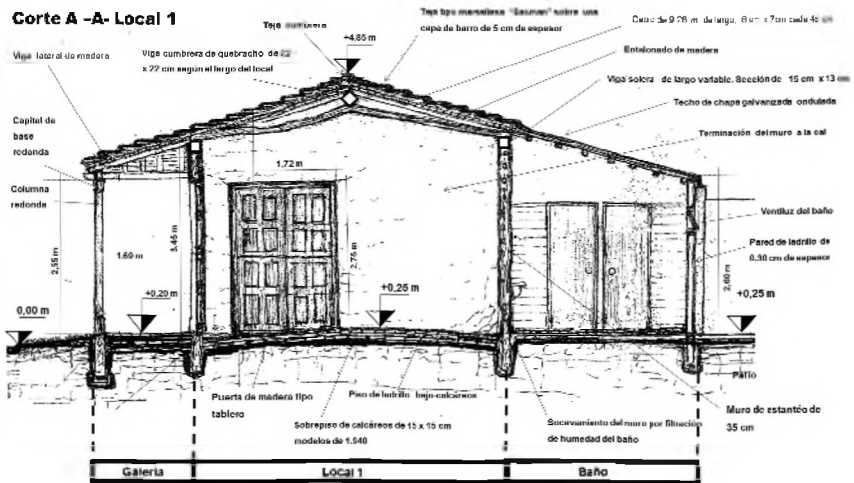 Corte A -A- Local 1
Teja cumbrera
Teja tipo marsellesa sobre una
capa de barro de 5 cm de espesor
de largo,
+4,85 m
Viga lateral de madera
Viga cumbrera de quebracho de
x 22 cm según el largo del local
Entalonado de madera
Viga solera de largo variable. Sección de 15 cm x 13
Techo de chapa galvanizada ondulada
Capitel de
base
redonda
Terminación del muro a la cal
1,72 m
Columna
redonda
Ventiluz del baño
Pared de ladrillo de
0.30 cm de espesor
1.69 m
2,55 m
3.45 m
2,75 m
2,60 m
+0,20 m
+0,25 m
+0,25 m
0,00 m
Patio
Puerta de madera tipo
tablero
Piso de ladrillo bajo-calcáreos
Sobrepiso de calcáreos de 15 x 15 cm
modelos de 1.940
Socavamiento del muro por filtración
de humedad del baño
Muro de estantéo de
35 cm
Galería
Local 1
Baño